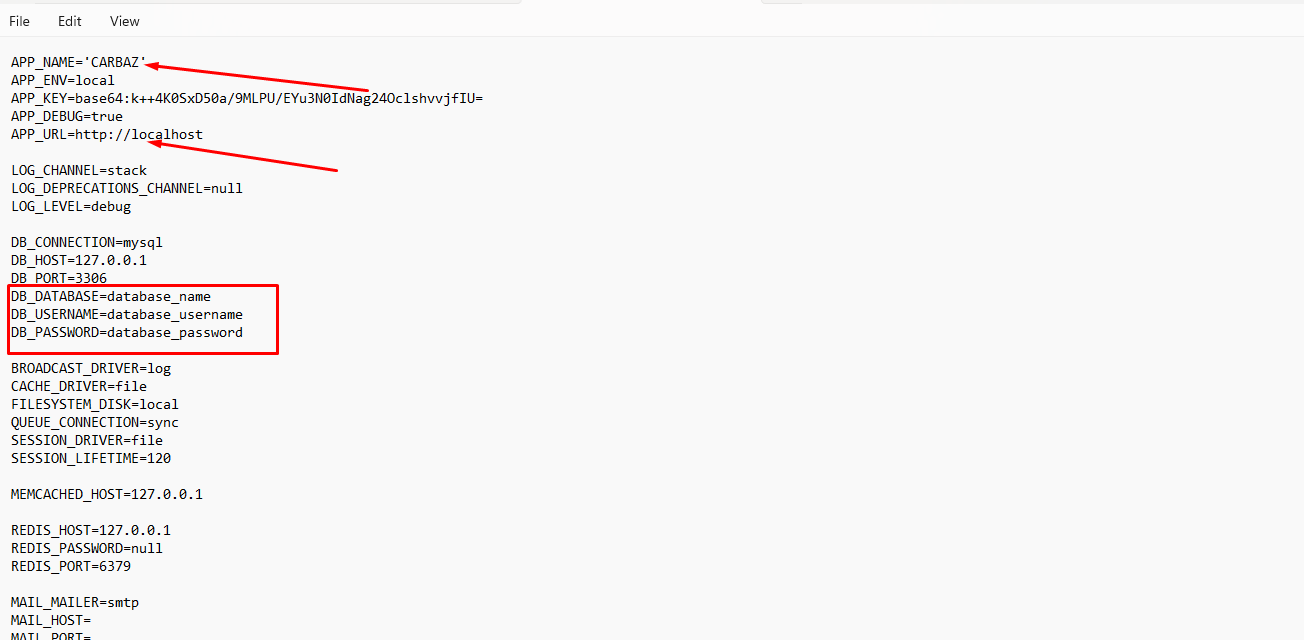 File Edit View
APP_NAME='CARBAZ'
APP_ENV=local
APP_KEY=base64:k++4K0SxD50a/9MLPU/EYu3N0IdNag24OclshvvjfIU=
APP_DEBUG=true
APP_URL=http://localhost
LOG_CHANNEL=stack
LOG_DEPRECATIONS_CHANNEL=null
LOG_LEVEL=debug
DB_CONNECTION=mysql
DB_HOST=127.0.0.1
DB_PORT=3306
DB_DATABASE=database_name
DB_USERNAME=database_username
DB_PASSWORD=database_password
BROADCAST_DRIVER=log
CACHE_DRIVER=file
FILESYSTEM_DISK=local
QUEUE_CONNECTION=sync
SESSION_DRIVER=file
SESSION_LIFETIME=120
MEMCACHED_HOST=127.0.0.1
REDIS_HOST=127.0.0.1
REDIS_PASSWORD=null
REDIS_PORT=6379
MAIL_MAILER=smtp
MAIL_HOST=
MAIL_PORT=